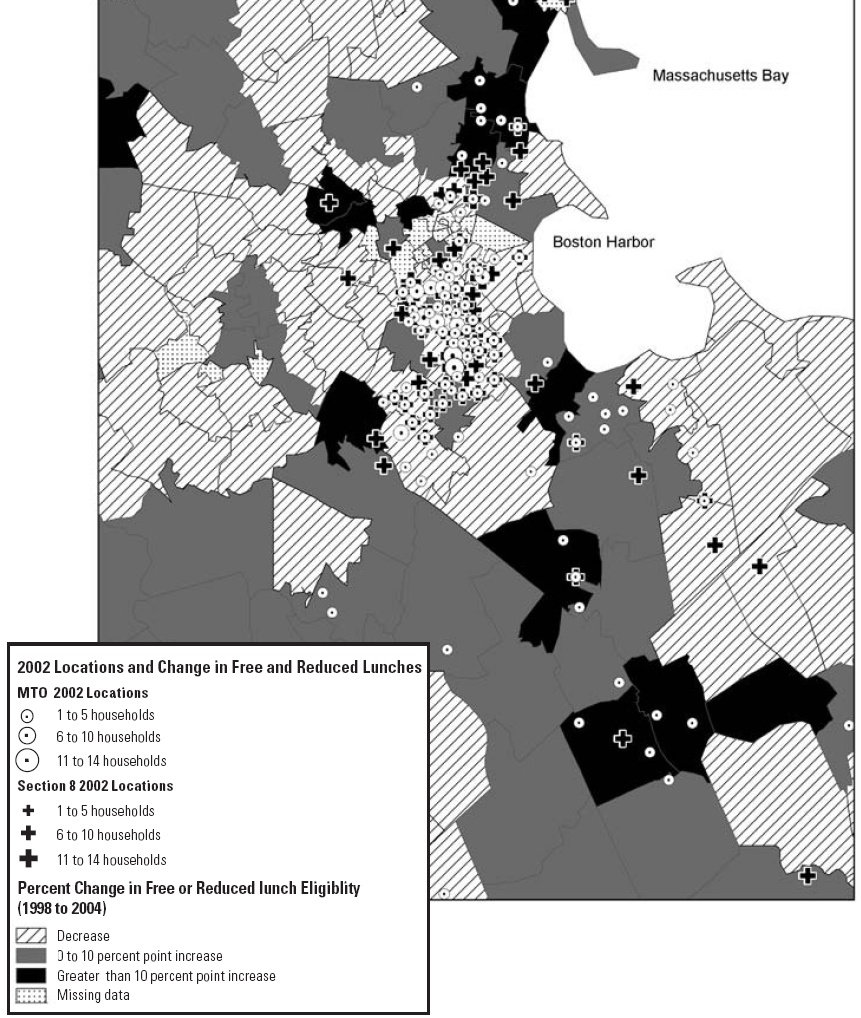 Massachusetts Bay
Boston Harbor
2002 Locations and Change in Free and Reduced Lunches
MTO 2002 Locations
1 to 5 households
6 to 10 households
11 to 14 households
Section 8 2002 Locations
1 to 5 households
6 to 10 households
11 to 14 households
Percent Change in Free or Reduced lunch Eligiblity
(1998 to 2004)
Decrease
0 to 10 percent point increase
Greater than 10 percent point increase
Missing data